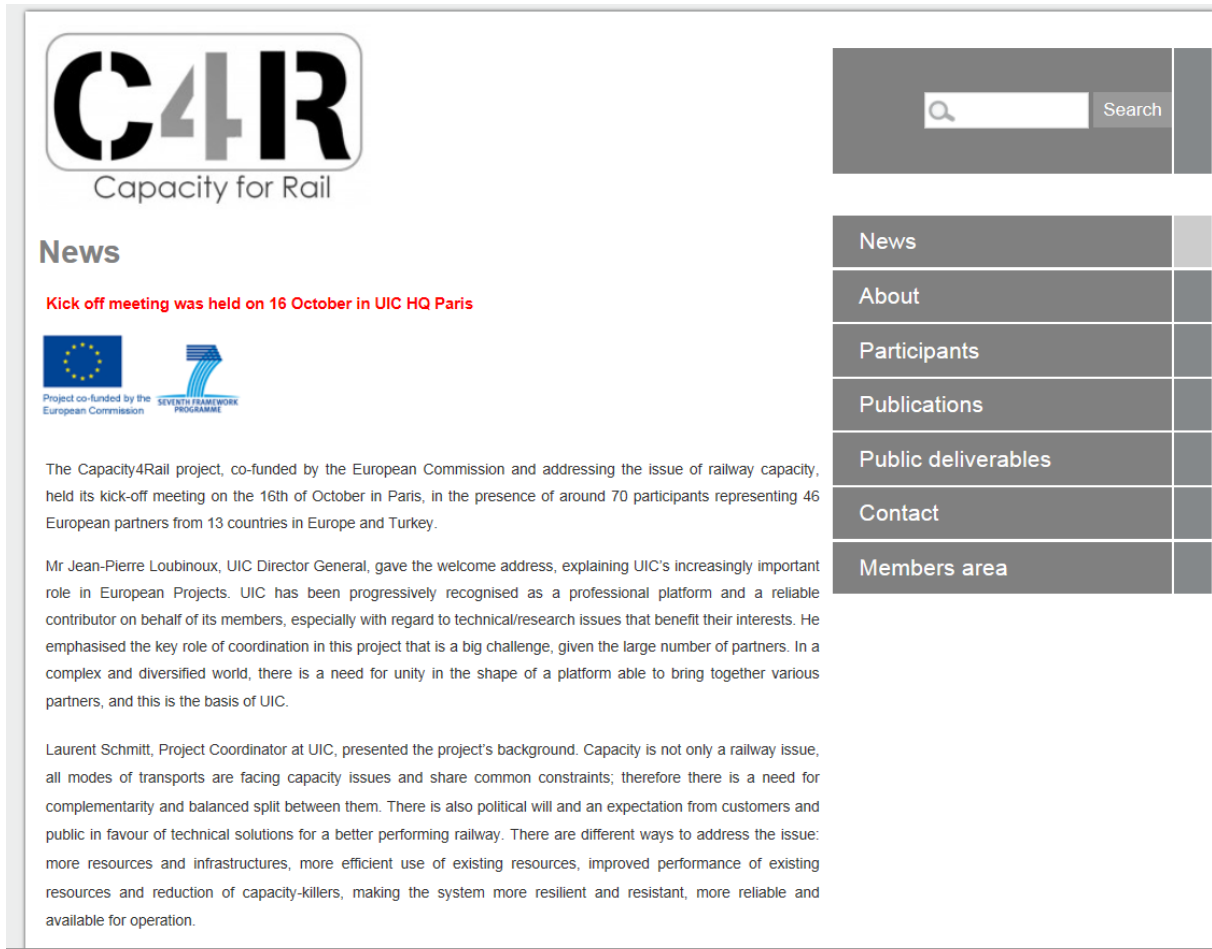 C4R
Capacity for Rail
Search
News
Kick off meeting was held on 16 October in UIC HQ Paris
Project co-funded by the
European Commission
SEVENTH FRAMEWORK
PROGRAMME
The Capacity4Rail project, co-funded by the European Commission and addressing the issue of railway capacity,
held its kick-off meeting on the 16th of October in Paris, in the presence of around 70 participants representing 46
European partners from 13 countries in Europe and Turkey.
Mr Jean-Pierre Loubinoux, UIC Director General, gave the welcome address, explaining UIC's increasingly important
role in European Projects. UIC has been progressively recognised as a professional platform and a reliable
contributor on behalf of its members, especially with regard to technical/research issues that benefit their interests. He
emphasised the key role of coordination in this project that is a big challenge, given the large number of partners. In a
complex and diversified world, there is a need for unity in the shape of a platform able to bring together various
partners, and this is the basis of UIC.
Laurent Schmitt, Project Coordinator at UIC, presented the project's background. Capacity is not only a railway issue,
all modes of transports are facing capacity issues and share common constraints; therefore there is a need for
complementarity and balanced split between them. There is also political will and an expectation from customers and
public in favour of technical solutions for a better performing railway. There are different ways to address the issue:
more resources and infrastructures, more efficient use of existing resources, improved performance of existing
resources and reduction of capacity-killers, making the system more resilient and resistant, more reliable and
available for operation.
News
About
Participants
Publications
Public deliverables
Contact
Members area